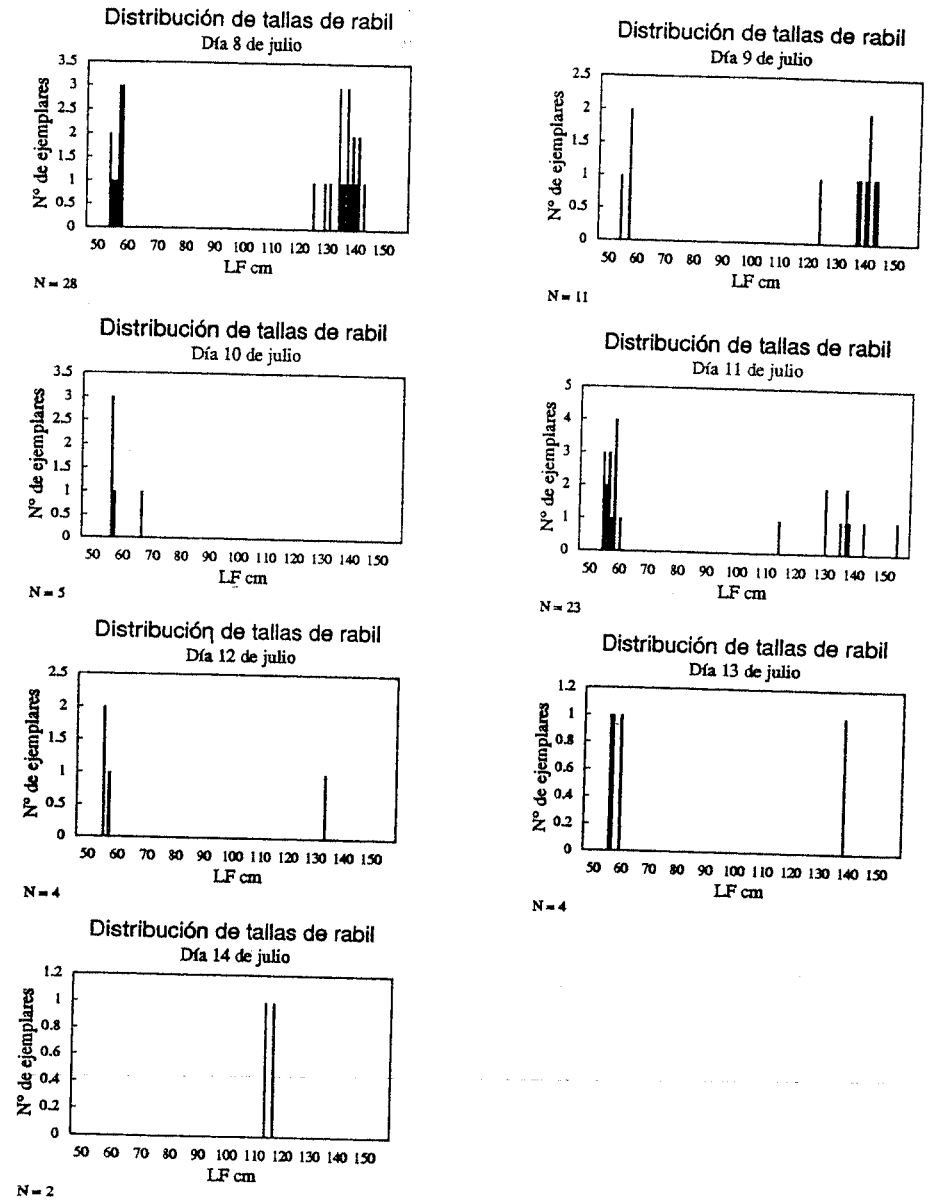 Distribución de tallas de rabil
Día 8 de julio
3.5
3
2.5
2
1.5
1
0.5
0
Nº de ejemplares
50 60 70 80 90 100 110 120 130 140 150
LF cm
N = 28
Distribución de tallas de rabil
Día 9 de julio
2.5
2
1.5
1
0.5
0
Nº de ejemplares
50 60 70 80 90 100 110 120 130 140 150
LF cm
N = 11
Distribución de tallas de rabil
Día 10 de julio
3.5
3
2.5
2
1.5
1
0.5
0
Nº de ejemplares
50 60 70 80 90 100 110 120 130 140 150
LF cm
N = 5
Distribución de tallas de rabil
Día 11 de julio
5
4
3
2
1
0
Nº de ejemplares
50 60 70 80 90 100 110 120 130 140 150
LF cm
N = 23
Distribución de tallas de rabil
Día 12 de julio
2.5
2
1.5
1
0.5
0
Nº de ejemplares
50 60 70 80 90 100 110 120 130 140 150
LF cm
N = 4
Distribución de tallas de rabil
Día 13 de julio
1.2
1
0.8
0.6
0.4
0.2
0
Nº de ejemplares
50 60 70 80 90 100 110 120 130 140 150
LF cm
N = 4
Distribución de tallas de rabil
Día 14 de julio
1.2
1
0.8
0.6
0.4
0.2
0
Nº de ejemplares
50 60 70 80 90 100 110 120 130 140 150
LF cm
N = 2